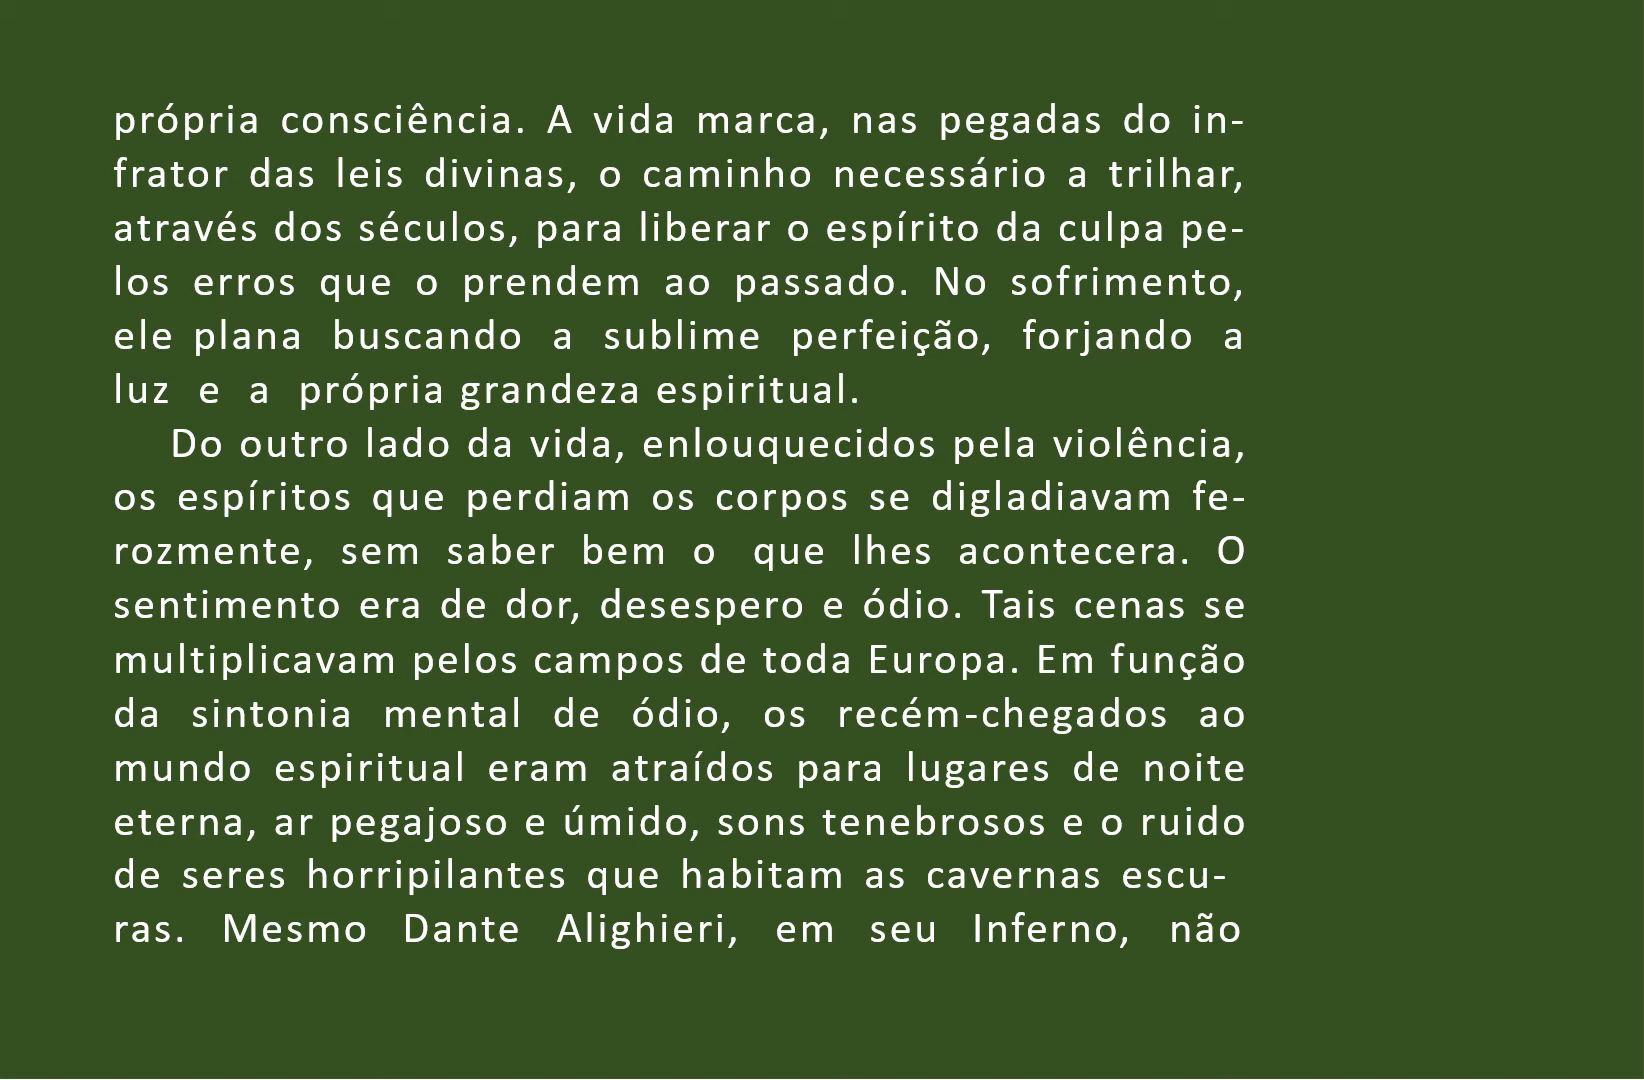 própria consciência. A vida marca, nas pegadas do in-
frator das leis divinas, o caminho necessário a trilhar,
através dos séculos, para liberar o espírito da culpa pe-
los erros que o prendem ao passado. No sofrimento,
ele plana buscando a sublime perfeição, forjando a
luz e a própria grandeza espiritual.
Do outro lado da vida, enlouquecidos pela violência,
os espíritos que perdiam os corpos se digladiavam fe-
rozmente, sem saber bem o que lhes acontecera. O
sentimento era de dor, desespero e ódio. Tais cenas se
multiplicavam pelos campos de toda Europa. Em função
da sintonia mental de ódio, os recém-chegados ao
mundo espiritual eram atraídos para lugares de noite
eterna, ar pegajoso e úmido, sons tenebrosos e o ruido
de seres horripilantes que habitam as cavernas escu-
ras. Mesmo Dante Alighieri, em seu Inferno, não